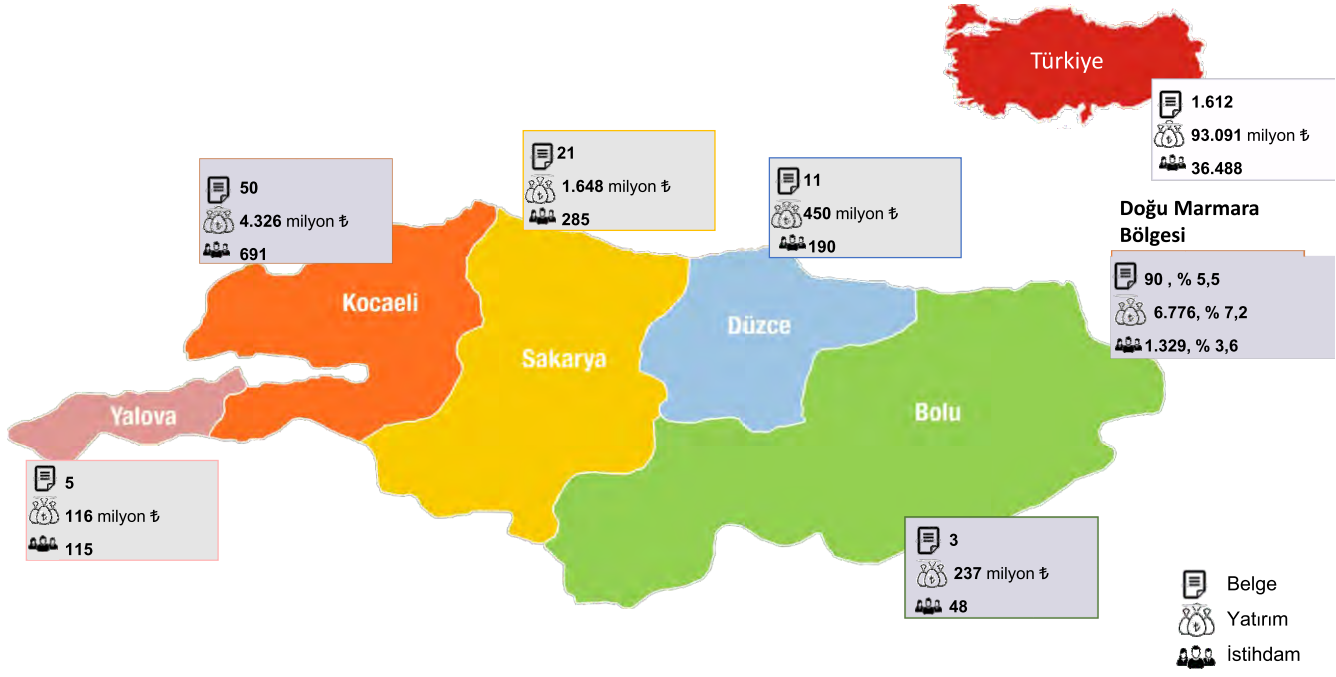 Türkiye
1.612
93.091 milyon ₺
36.488
21
1.648 milyon ₺
285
50
4.326 milyon ₺
691
11
450 milyon ₺
190
Doğu Marmara
Bölgesi
90 , % 5,5
6.776, % 7,2
1.329, % 3,6
Kocaeli
Sakarya
Düzce
Bolu
Yalova
5
116 milyon ₺
115
3
237 milyon ₺
48
Belge
Yatırım
İstihdam